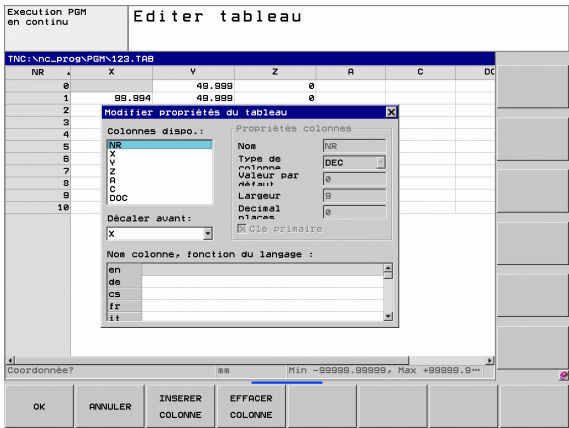 Execution PGM
en continu
Editer tableau
TNC:\nc_prog\PGM\123.TAB
NR X Y Z A C DOC
0 49.999 0
1 99.994 49.999 0
2
3
4
5
6
7
8
9
10
Modifier propriétés du tableau
Colonnes dispo.:
NR
X
Y
Z
A
C
DOC
Décaler avant:
X
Propriétés colonnes
Nom NR
Type de colonne DEC
Valeur par défaut 0
Largeur 9
Decimal places 0
Clé primaire
Nom colonne, fonction du langage :
en
de
cs
fr
it
Coordonnée? mm Min -99999.99999, Max +99999.9…
OK
ANNULER
INSERER COLONNE
EFFACER COLONNE